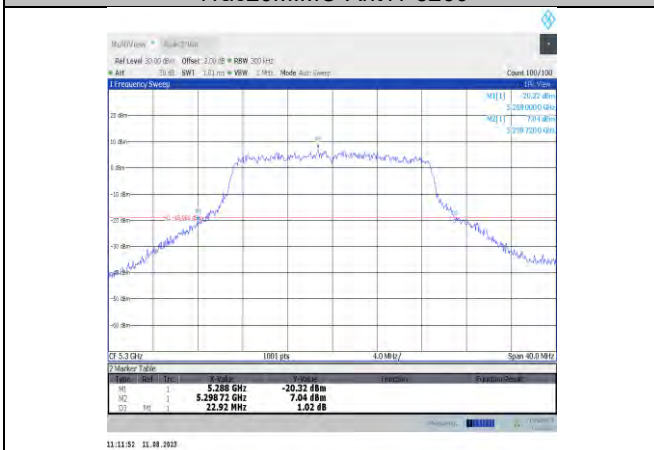 MultiView
Ref Level 30.00 dBm Offset 2.00 dB RBW 300 kHz
Att 30 dB SWT 1.01 ms VBW 1 MHz Mode Auto Sweep Count 100/100
1 Frequency Sweep
M1[1] -20.32 dBm
5.288 0000 GHz
M2[1] 7.04 dBm
5.298 7200 GHz
20 dBm
10 dBm
0 dBm
-10 dBm
-20 dBm
-30 dBm
-40 dBm
-50 dBm
-60 dBm
CF 5.3 GHz 1001 pts 4.0 MHz/ Span 40.0 MHz
2 Marker Table
Type Ref Trc X-Value Y-Value Function Function Result
M1 1 5.288 GHz -20.32 dBm
M2 1 5.298 72 GHz 7.04 dBm
D3 M1 1 22.92 MHz 1.02 dB
11:11:52 11.08.2023